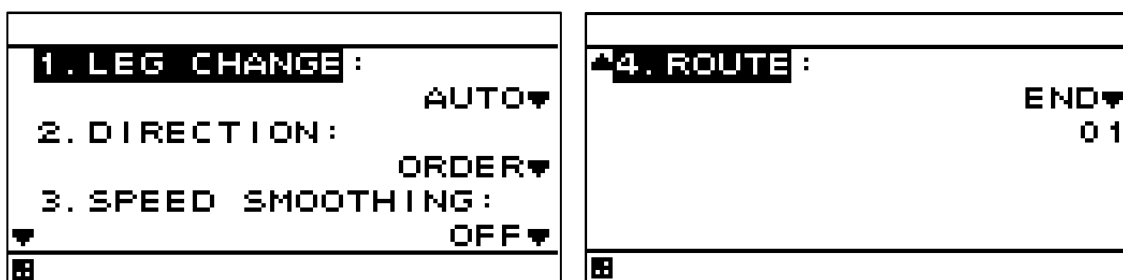 1.LEG CHANGE:
AUTO▼
2.DIRECTION:
ORDER▼
3.SPEED SMOOTHING:
▼ OFF▼
▲4.ROUTE:
END▼
01